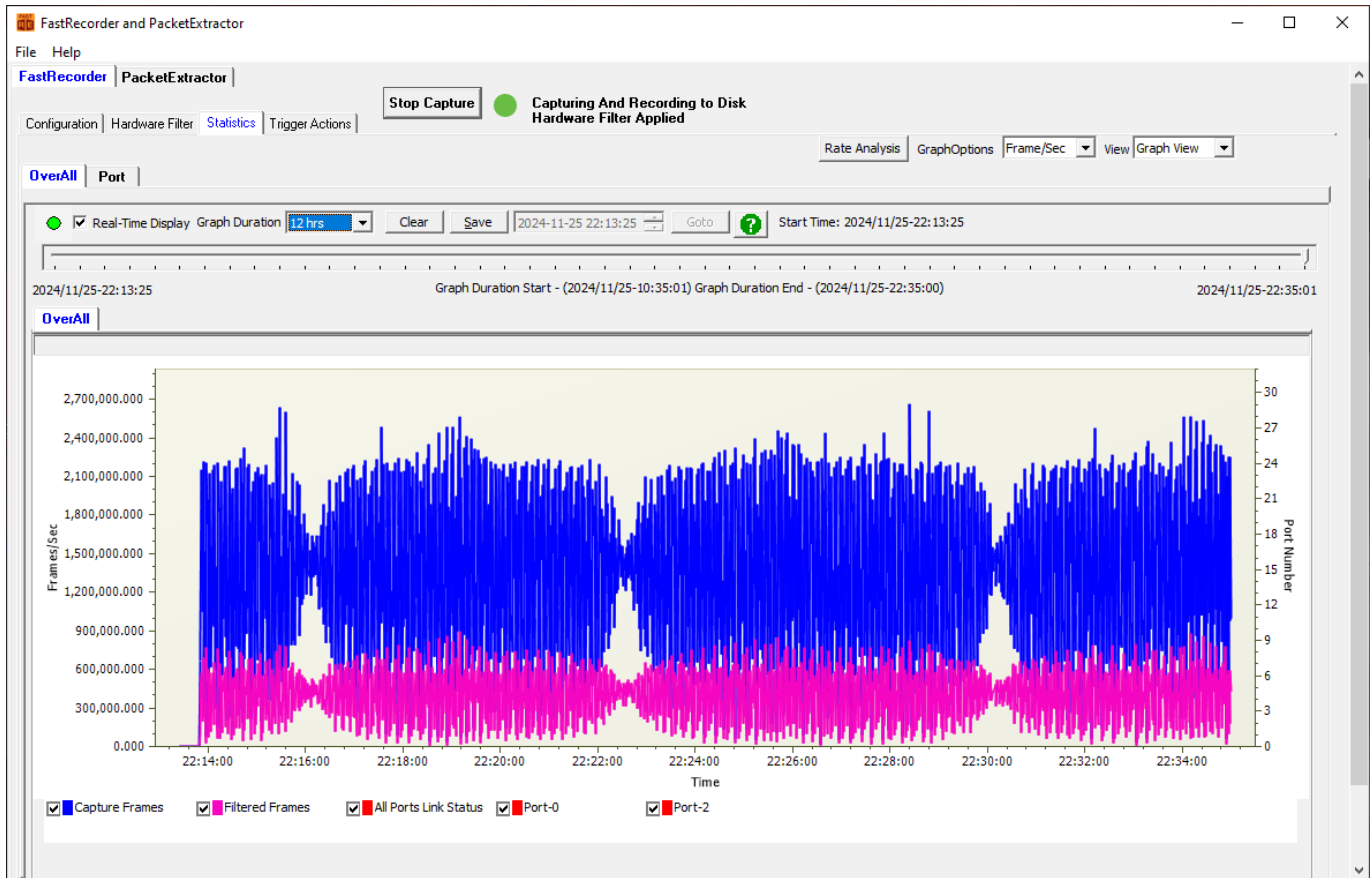 FastRecorder and PacketExtractor
File Help
FastRecorder PacketExtractor
Stop Capture Capturing And Recording to Disk
Hardware Filter Applied
Configuration Hardware Filter Statistics Trigger Actions
Rate Analysis GraphOptions Frame/Sec View Graph View
OverAll Port
Real-Time Display Graph Duration 12 hrs Clear Save 2024-11-25 22:13:25 Goto ? Start Time: 2024/11/25-22:13:25
2024/11/25-22:13:25 Graph Duration Start - (2024/11/25-10:35:01) Graph Duration End - (2024/11/25-22:35:00) 2024/11/25-22:35:01
OverAll
2,700,000.000
2,400,000.000
2,100,000.000
1,800,000.000
1,500,000.000
1,200,000.000
900,000.000
600,000.000
300,000.000
0.000
Frames/Sec
30
27
24
21
18
15
12
9
6
3
0
Port Number
22:14:00 22:16:00 22:18:00 22:20:00 22:22:00 22:24:00 22:26:00 22:28:00 22:30:00 22:32:00 22:34:00
Time
Capture Frames Filtered Frames All Ports Link Status Port-0 Port-2